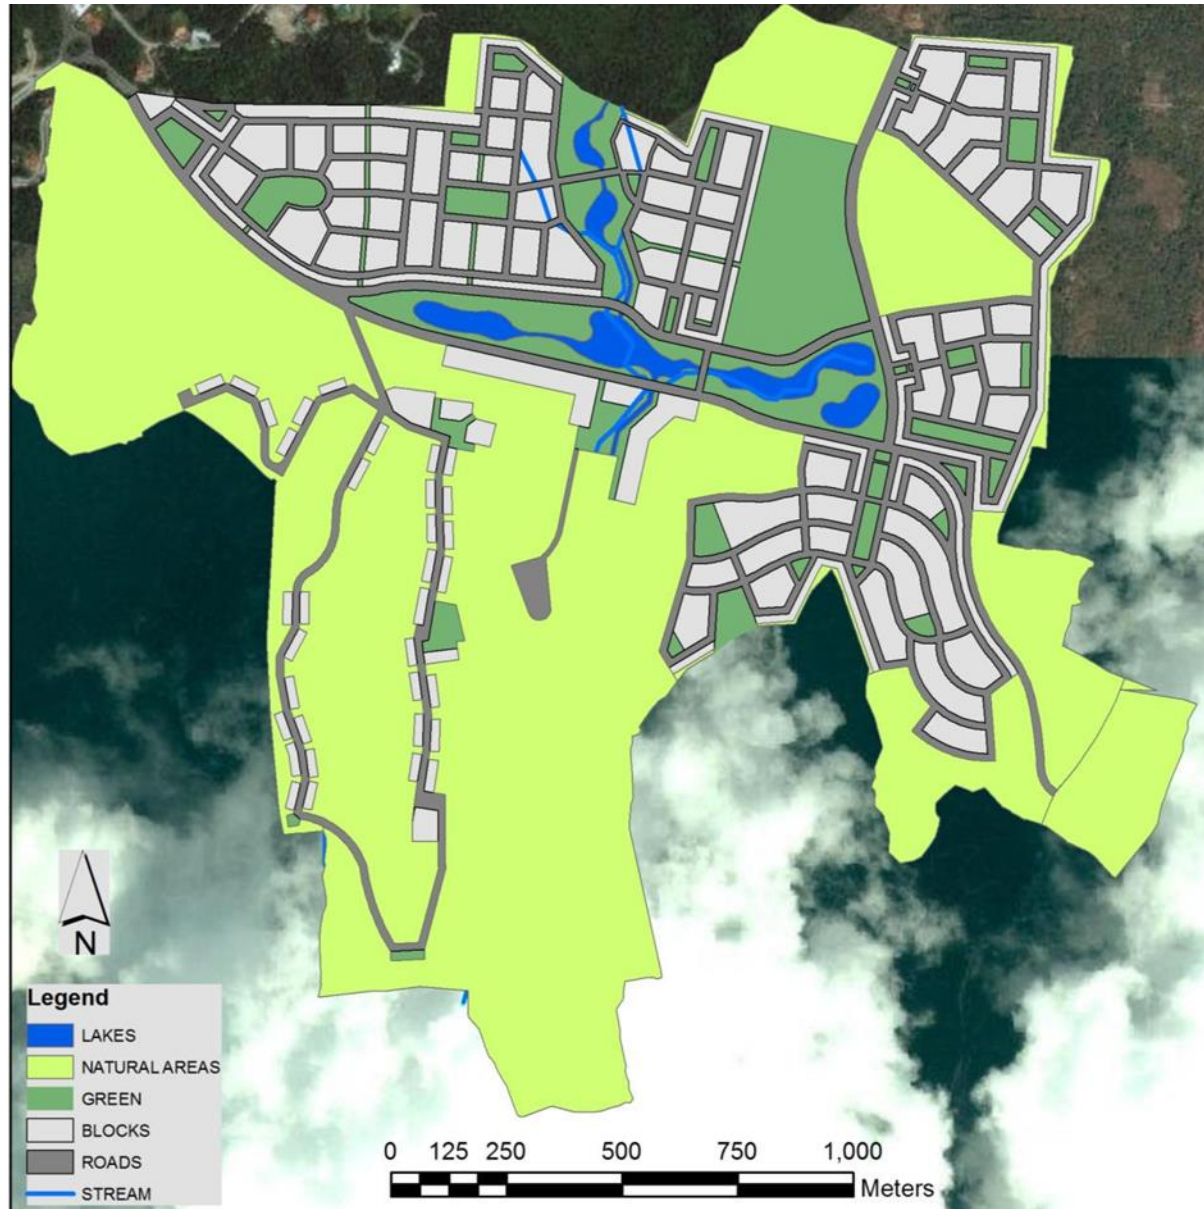 N
Legend
LAKES
NATURAL AREAS
GREEN
BLOCKS
ROADS
STREAM
0 125 250 500 750 1,000
Meters